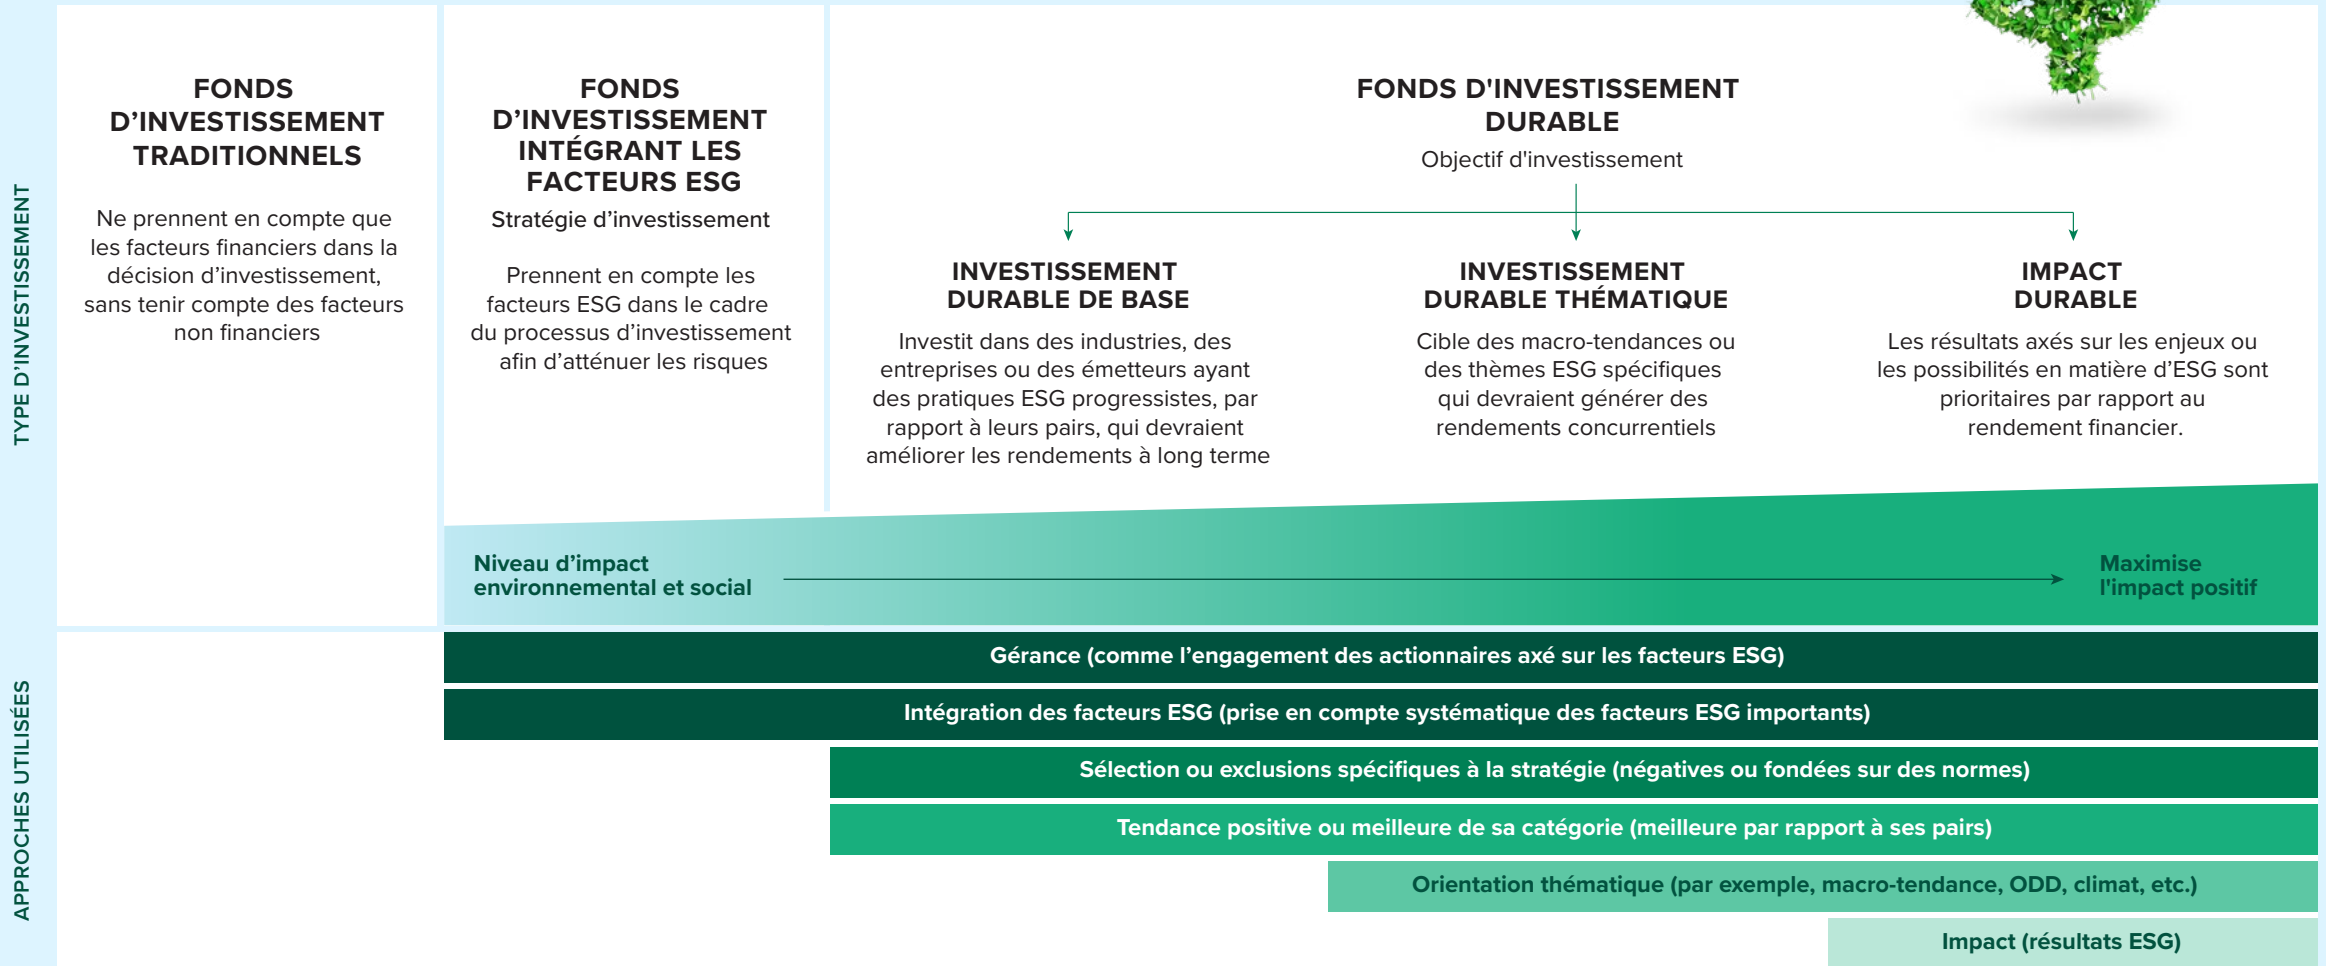 TYPE D'INVESTISSEMENT
FONDS
D’INVESTISSEMENT
TRADITIONNELS
Ne prennent en compte que
les facteurs financiers dans la
décision d’investissement,
sans tenir compte des facteurs
non financiers
FONDS
D’INVESTISSEMENT
INTÉGRANT LES
FACTEURS ESG
Stratégie d’investissement
Prennent en compte les
facteurs ESG dans le cadre
du processus d’investissement
afin d’atténuer les risques
FONDS D'INVESTISSEMENT
DURABLE
Objectif d'investissement
INVESTISSEMENT
DURABLE DE BASE
Investit dans des industries, des
entreprises ou des émetteurs ayant
des pratiques ESG progressistes, par
rapport à leurs pairs, qui devraient
améliorer les rendements à long terme
INVESTISSEMENT
DURABLE THÉMATIQUE
Cible des macro-tendances ou
des thèmes ESG spécifiques
qui devraient générer des
rendements concurrentiels
IMPACT
DURABLE
Les résultats axés sur les enjeux ou
les possibilités en matière d’ESG sont
prioritaires par rapport au
rendement financier.
Niveau d’impact
environnemental et social
Maximise
l'impact positif
APPROCHES UTILISÉES
Gérance (comme l’engagement des actionnaires axé sur les facteurs ESG)
Intégration des facteurs ESG (prise en compte systématique des facteurs ESG importants)
Sélection ou exclusions spécifiques à la stratégie (négatives ou fondées sur des normes)
Tendance positive ou meilleure de sa catégorie (meilleure par rapport à ses pairs)
Orientation thématique (par exemple, macro-tendance, ODD, climat, etc.)
Impact (résultats ESG)